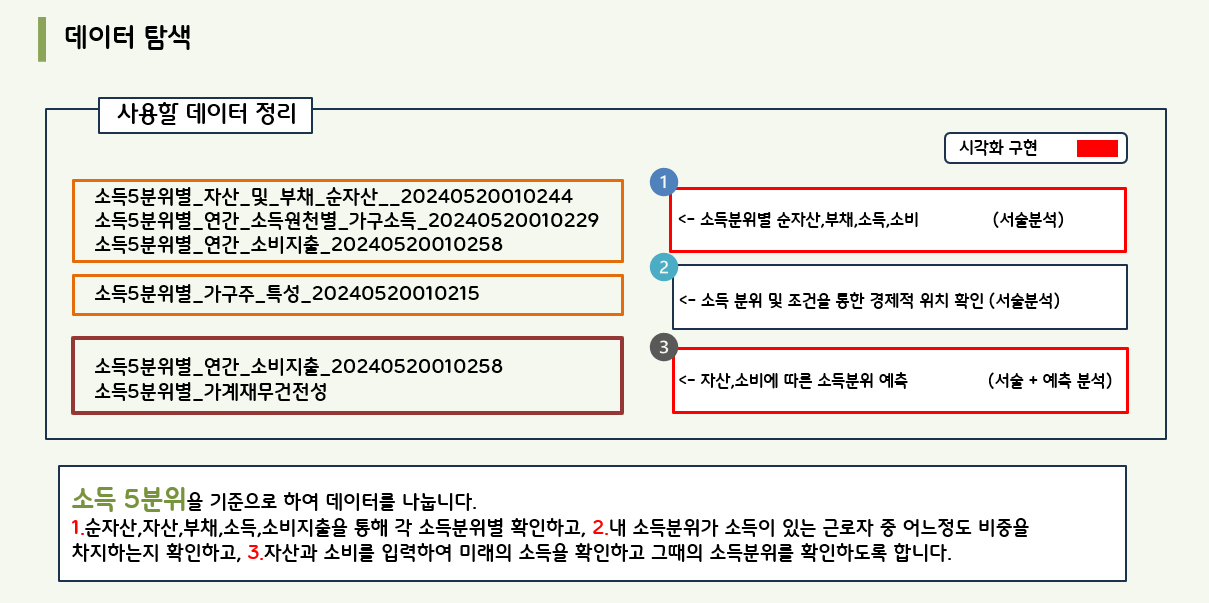 데이터 탐색
사용할 데이터 정리
시각화 구현
소득5분위별_자산_및_부채_순자산__20240520010244
소득5분위별_연간_소득원천별_가구소득_20240520010229
소득5분위별_연간_소비지출_20240520010258
1
<- 소득분위별 순자산,부채,소득,소비 (서술분석)
소득5분위별_가구주_특성_20240520010215
2
<- 소득 분위 및 조건을 통한 경제적 위치 확인 (서술분석)
소득5분위별_연간_소비지출_20240520010258
소득5분위별_가계재무건전성
3
<- 자산,소비에 따른 소득분위 예측 (서술 + 예측 분석)
소득 5분위을 기준으로 하여 데이터를 나눕니다.
1.순자산,자산,부채,소득,소비지출을 통해 각 소득분위별 확인하고, 2.내 소득분위가 소득이 있는 근로자 중 어느정도 비중을
차지하는지 확인하고, 3.자산과 소비를 입력하여 미래의 소득을 확인하고 그때의 소득분위를 확인하도록 합니다.